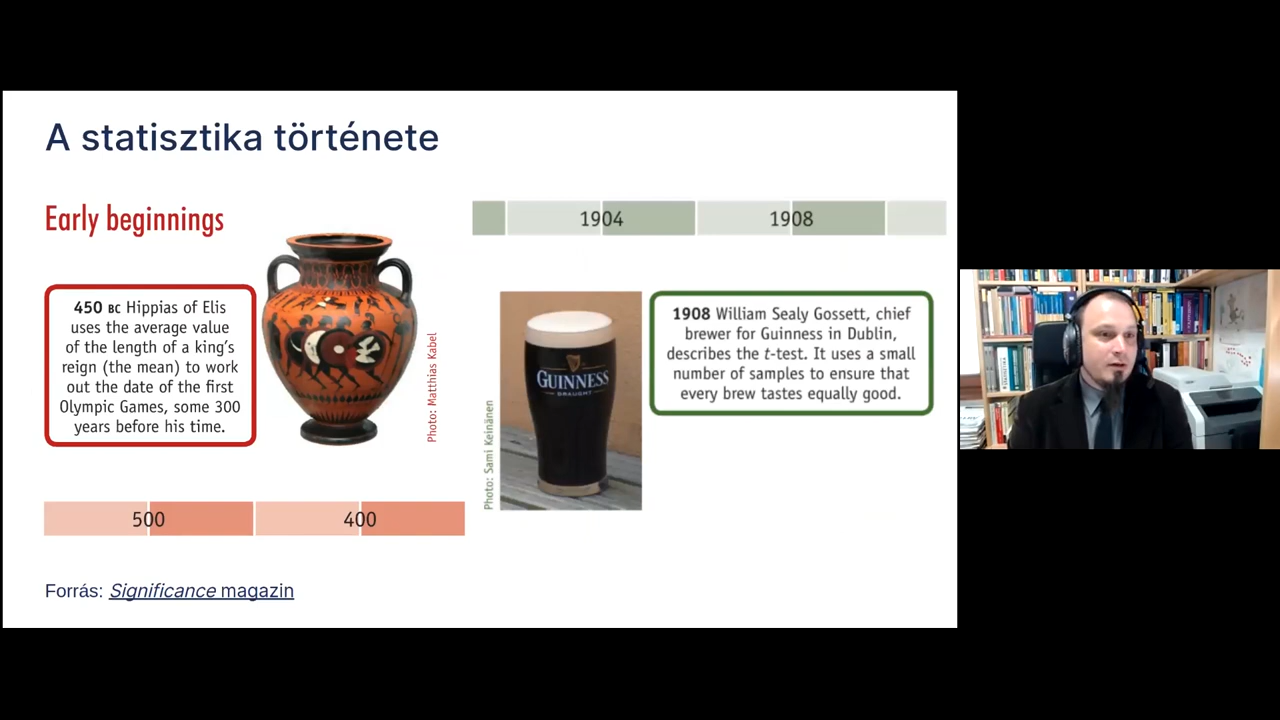 A statisztika története
Early beginnings
450 BC Hippias of Elis
uses the average value
of the length of a king's
reign (the mean) to work
out the date of the first
Olympic Games, some 300
years before his time.
Photo: Matthias Kabel
500
400
1904
1908
Photo: Sami Keinänen
GUINNESS
DRAUGHT
1908 William Sealy Gossett, chief
brewer for Guinness in Dublin,
describes the t-test. It uses a small
number of samples to ensure that
every brew tastes equally good.
Forrás: Significance magazin